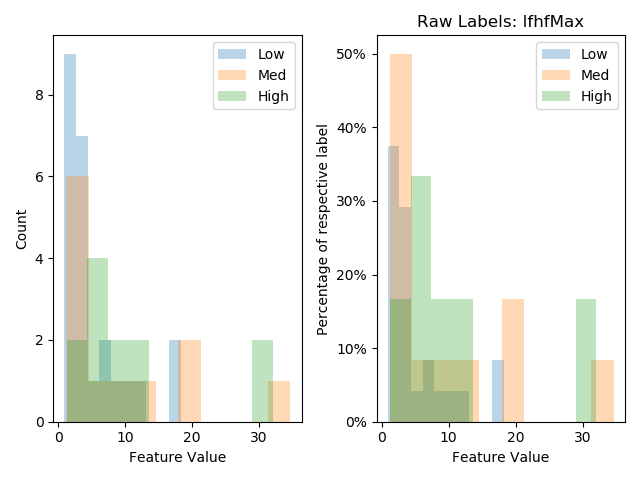 Low
Med
High
8
6
4
2
0
Count
0
10
20
30
Feature Value
Raw Labels: lfhfMax
Low
Med
High
50%
40%
30%
20%
10%
0%
Percentage of respective label
0
10
20
30
Feature Value